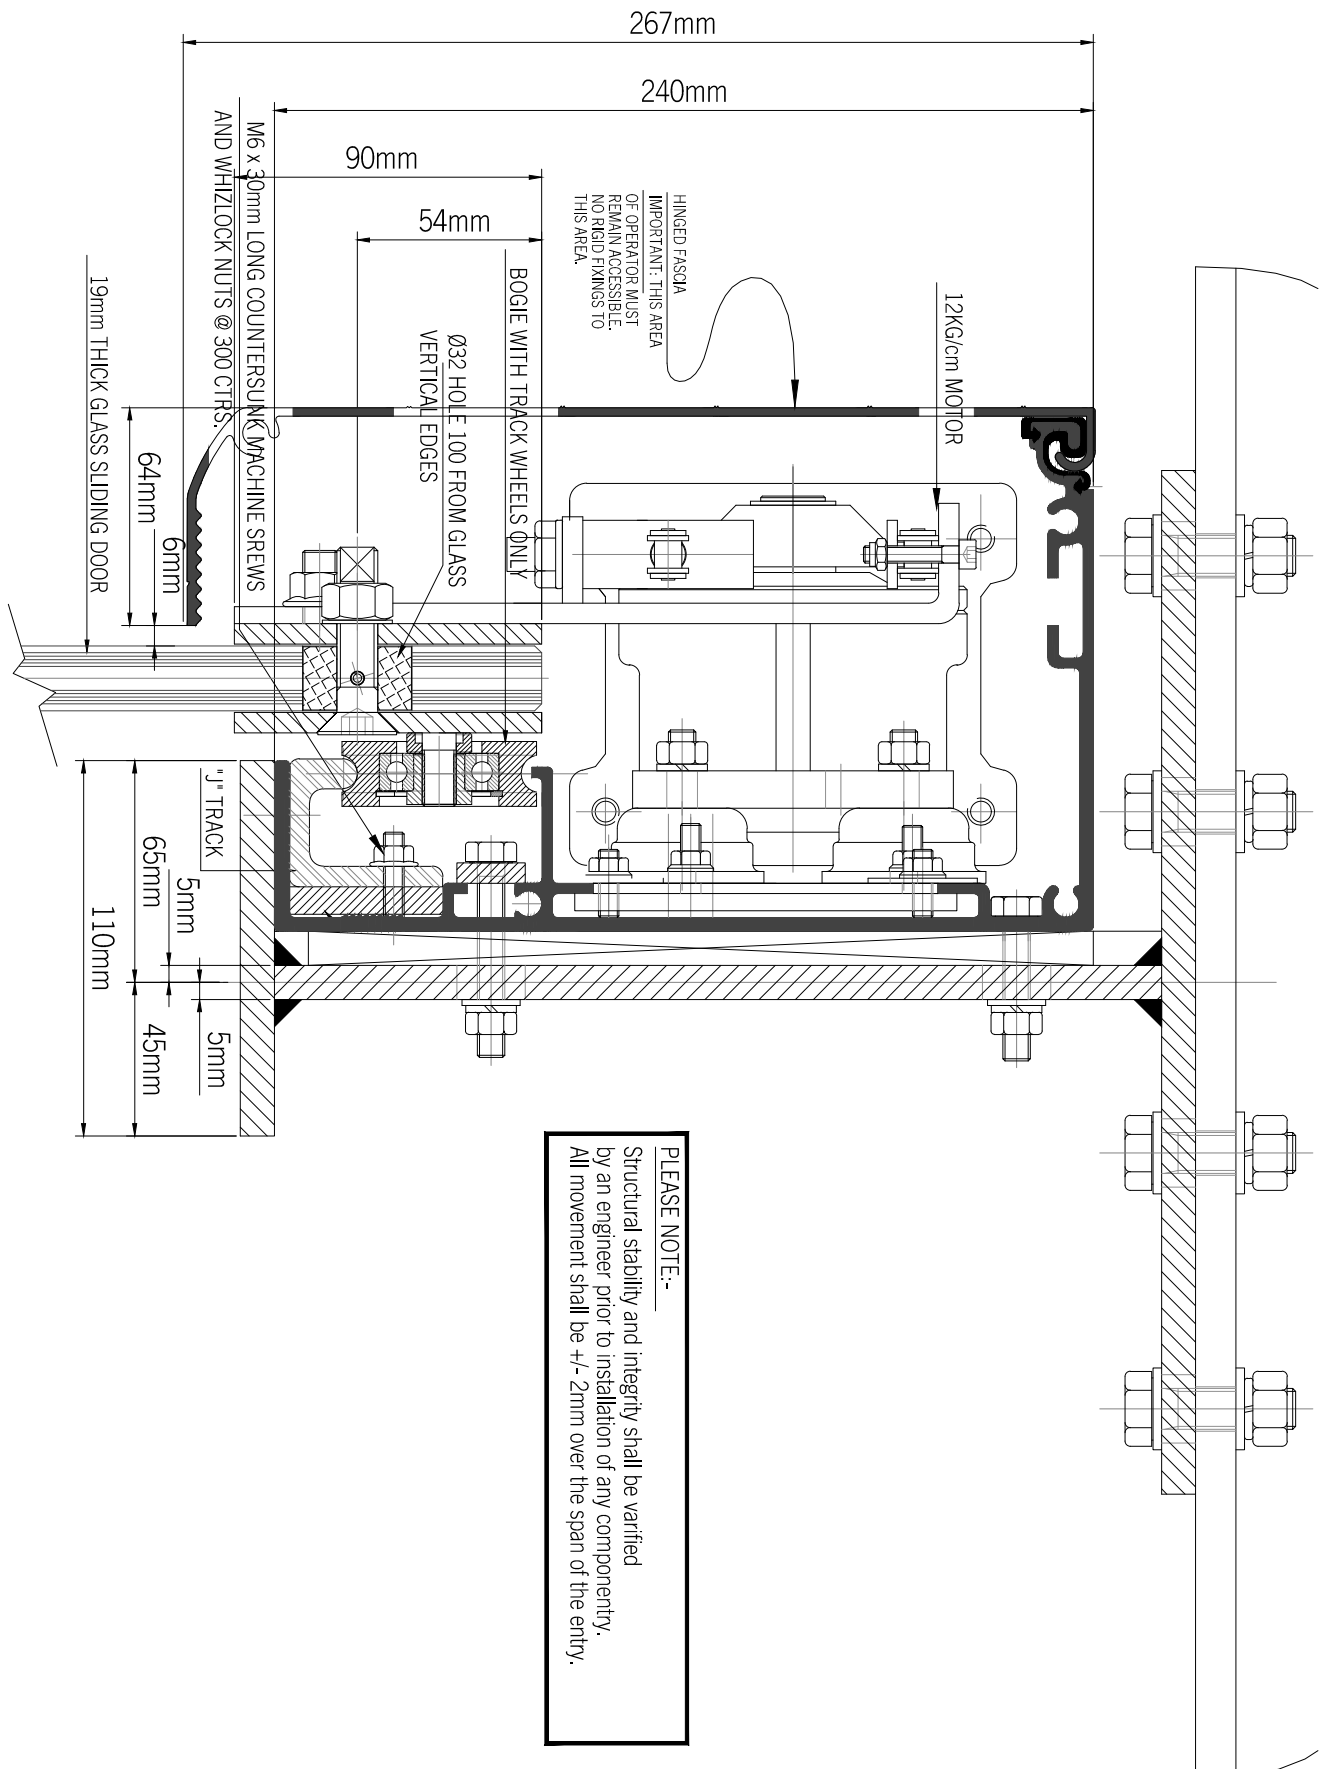 267mm
240mm
90mm
54mm
M6 x 30mm LONG COUNTERSUNK MACHINE SREWS
AND WHIZLOCK NUTS @ 300 CTRS.
HINGED FASCIA
IMPORTANT: THIS AREA
OF OPERATOR MUST
REMAIN ACCESSIBLE.
NO RIGID FIXINGS TO
THIS AREA.
12KG/cm MOTOR
BOGIE WITH TRACK WHEELS ONLY
Ø32 HOLE 100 FROM GLASS
VERTICAL EDGES
19mm THICK GLASS SLIDING DOOR
64mm
6mm
"J" TRACK
65mm
5mm
110mm
45mm
5mm
PLEASE NOTE:-
Structural stability and integrity shall be varified
by an engineer prior to installation of any componentry.
All movement shall be +/- 2mm over the span of the entry.